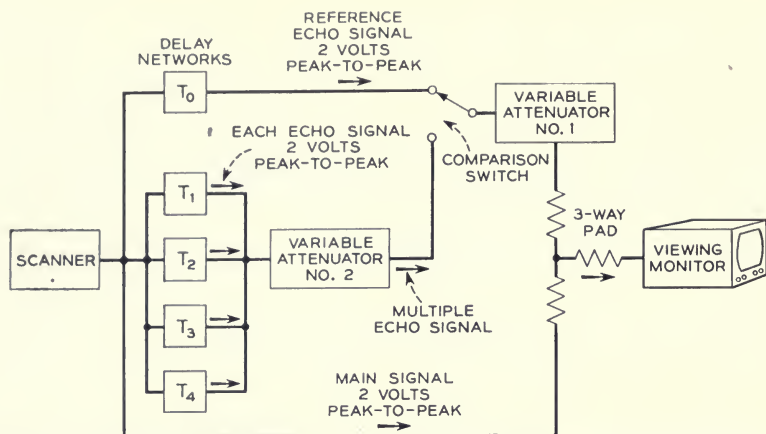 REFERENCE
ECHO SIGNAL
2 VOLTS
PEAK-TO-PEAK
DELAY
NETWORKS
T0
VARIABLE
ATTENUATOR
NO. 1
EACH ECHO SIGNAL
2 VOLTS
PEAK-TO-PEAK
COMPARISON
SWITCH
T1
3-WAY
PAD
SCANNER
T2
VARIABLE
ATTENUATOR
NO. 2
VIEWING
MONITOR
MULTIPLE
ECHO SIGNAL
T3
T4
MAIN SIGNAL
2 VOLTS
PEAK-TO-PEAK